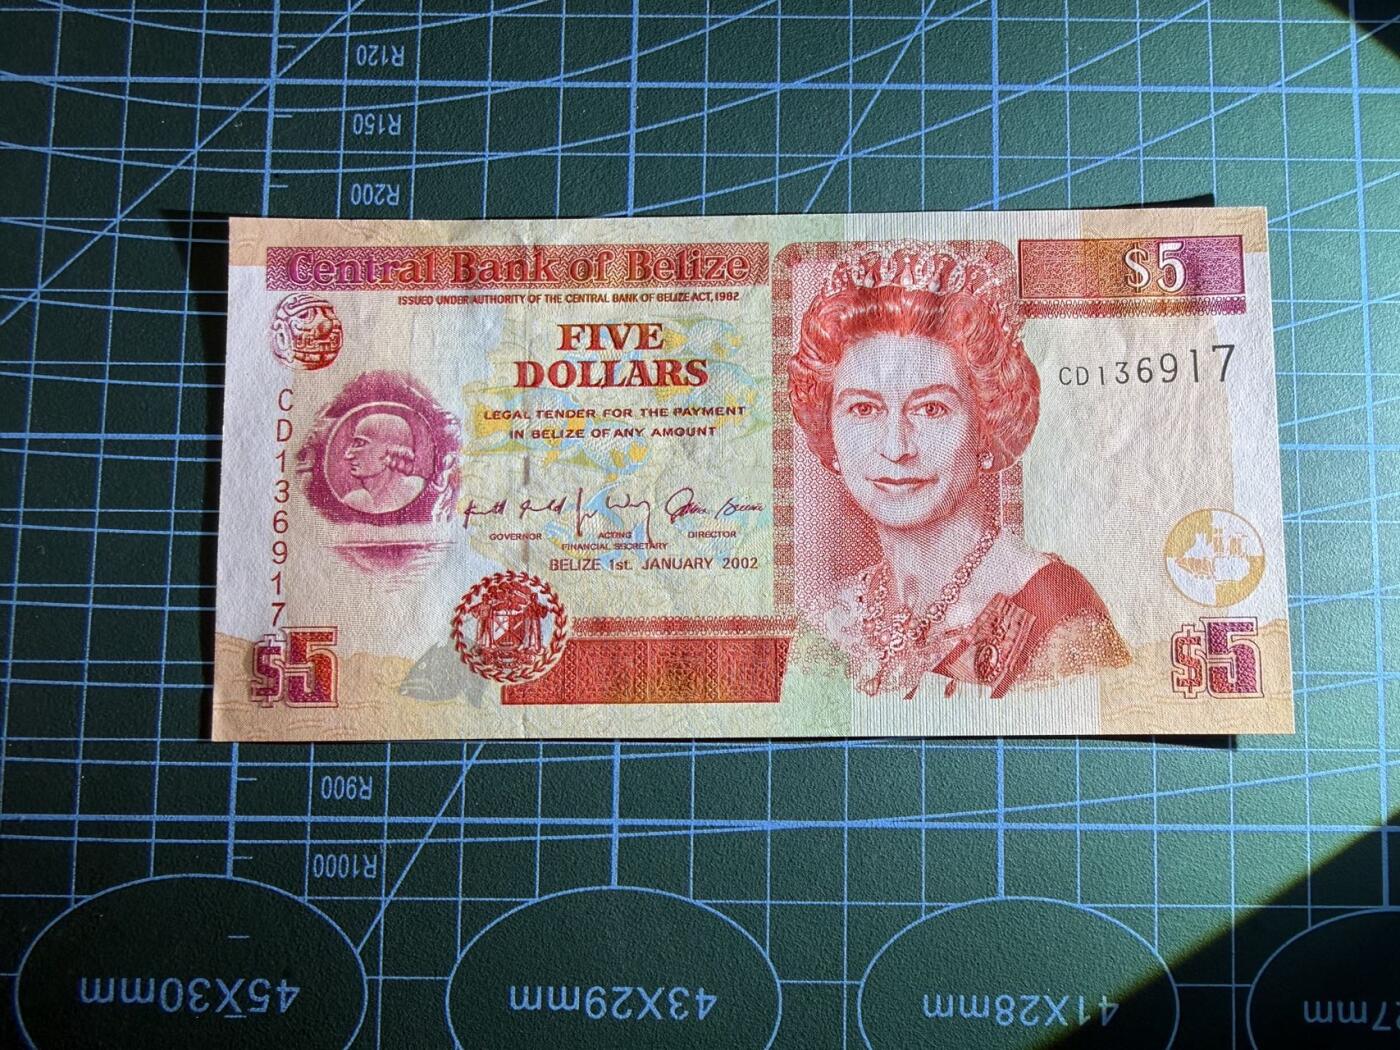 R120
R150
R200
Central Bank of Belize
$5
ISSUED UNDER AUTHORITY OF THE CENTRAL BANK OF BELIZE ACT, 1982
FIVE
DOLLARS
CD136917
LEGAL TENDER FOR THE PAYMENT
IN BELIZE OF ANY AMOUNT
CD136917
GOVERNOR
ACTING
FINANCIAL SECRETARY
DIRECTOR
BELIZE 1st. JANUARY 2002
$5
$5
R900
R1000
45X30mm
43X29mm
41X28mm
7mm